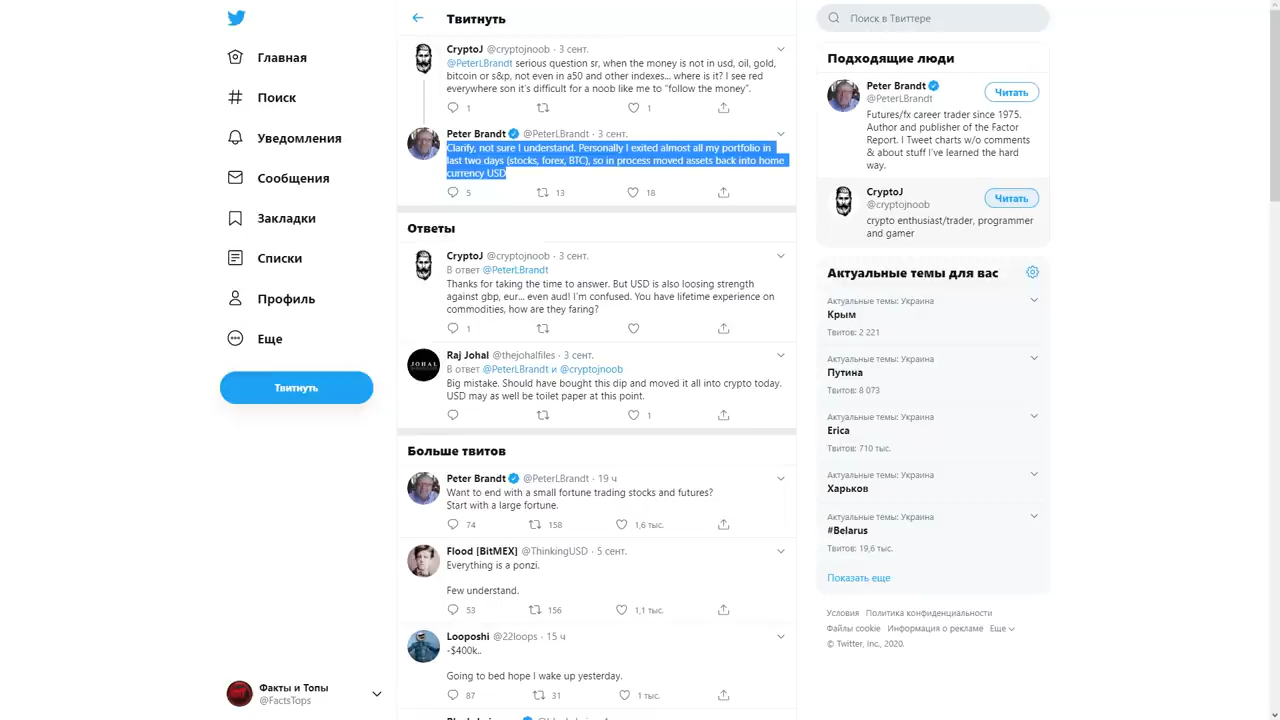 Главная
Поиск
Уведомления
Сообщения
Закладки
Списки
Профиль
Еще
Твитнуть
Факты и Топы
@FactsTops
Твитнуть
CryptoJ @cryptojnoob · 3 сент.
@PeterLBrandt serious question sr, when the money is not in usd, oil, gold,
bitcoin or s&p, not even in a50 and other indexes... where is it? I see red
everywhere son it´s difficult for a noob like me to "follow the money".
1 1
Peter Brandt @PeterLBrandt · 3 сент.
Clarify, not sure I understand. Personally I exited almost all my portfolio in
last two days (stocks, forex, BTC), so in process moved assets back into home
currency USD
5 13 18
Ответы
CryptoJ @cryptojnoob · 3 сент.
В ответ @PeterLBrandt
Thanks for taking the time to answer. But USD is also loosing strength
against gbp, eur... even aud! I'm confused. You have lifetime experience on
commodities, how are they faring?
1
Raj Johal @thejohalfiles · 3 сент.
JOHAL
В ответ @PeterLBrandt и @cryptojnoob
Big mistake. Should have bought this dip and moved it all into crypto today.
USD may as well be toilet paper at this point.
1
Больше твитов
Peter Brandt @PeterLBrandt · 19 ч
Want to end with a small fortune trading stocks and futures?
Start with a large fortune.
74 158 1,6 тыс.
Flood [BitMEX] @ThinkingUSD · 5 сент.
Everything is a ponzi.
Few understand.
53 156 1,1 тыс.
Looposhi @22loops · 15 ч
-$400k..
Going to bed hope I wake up yesterday.
87 31 1 тыс.
Поиск в Твиттере
Подходящие люди
Peter Brandt
@PeterLBrandt
Читать
Futures/fx career trader since 1975.
Author and publisher of the Factor
Report. I Tweet charts w/o comments
& about stuff I've learned the hard
way.
CryptoJ
@cryptojnoob
Читать
crypto enthusiast/trader, programmer
and gamer
Актуальные темы для вас
Актуальные темы: Украина
Крым
Твитов: 2 221
Актуальные темы: Украина
Путина
Твитов: 8 073
Актуальные темы: Украина
Erica
Твитов: 710 тыс.
Актуальные темы: Украина
Харьков
Актуальные темы: Украина
#Belarus
Твитов: 19,6 тыс.
Показать еще
Условия Политика конфиденциальности
Файлы cookie Информация о рекламе Еще
© Twitter, Inc., 2020.